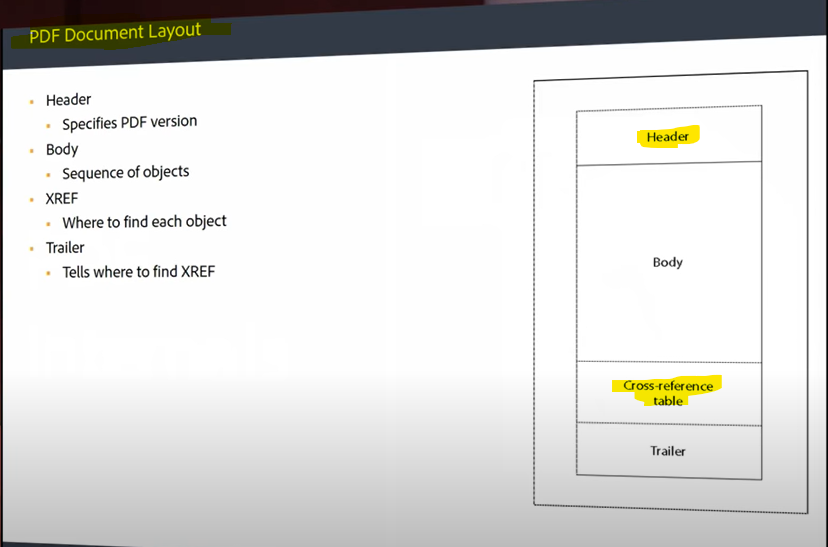 PDF Document Layout
Header
Specifies PDF version
Body
Sequence of objects
XREF
Where to find each object
Trailer
Tells where to find XREF
Header
Body
Cross-reference
table
Trailer